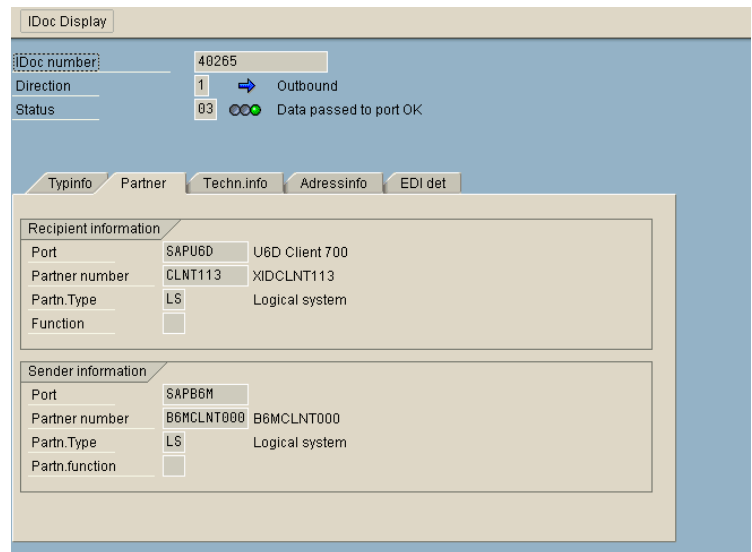 IDoc Display
IDoc number 40265
Direction 1 Outbound
Status 03 Data passed to port OK
Typinfo Partner Techn.info Adressinfo EDI det
Recipient information
Port SAPU6D U6D Client 700
Partner number CLNT113 XIDCLNT113
Partn.Type LS Logical system
Function
Sender information
Port SAPB6M
Partner number B6MCLNT000 B6MCLNT000
Partn.Type LS Logical system
Partn.function